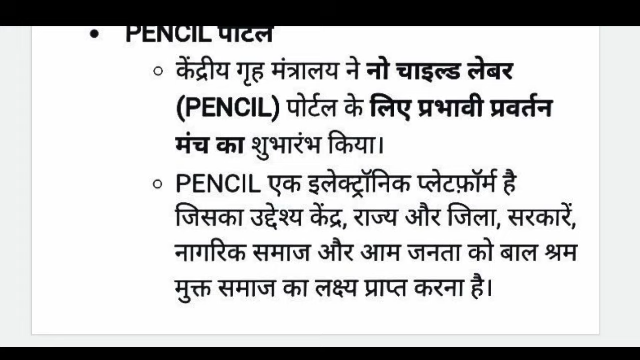 PENCIL पोर्टल
केंद्रीय गृह मंत्रालय ने नो चाइल्ड लेबर
(PENCIL) पोर्टल के लिए प्रभावी प्रवर्तन
मंच का शुभारंभ किया।
PENCIL एक इलेक्ट्रॉनिक प्लेटफ़ॉर्म है
जिसका उद्देश्य केंद्र, राज्य और जिला, सरकारें,
नागरिक समाज और आम जनता को बाल श्रम
मुक्त समाज का लक्ष्य प्राप्त करना है।